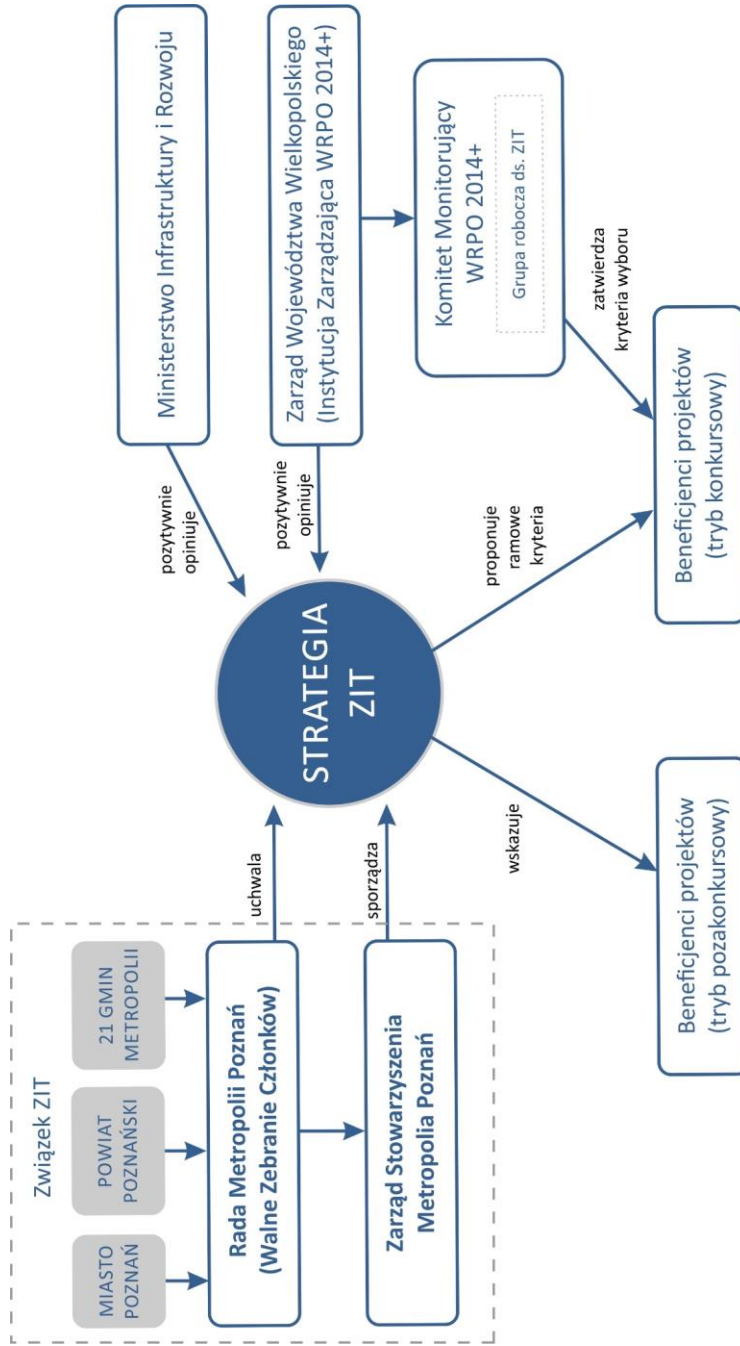 Związek ZIT
MIASTO
POZNAŃ
POWIAT
POZNAŃSKI
21 GMIN
METROPOLII
Rada Metropolii Poznań
(Walne Zebranie Członków)
Zarząd Stowarzyszenia
Metropolia Poznań
uchwala
sporządza
STRATEGIA
ZIT
pozytywnie
opiniuje
Ministerstwo Infrastruktury i Rozwoju
pozytywnie
opiniuje
Zarząd Województwa Wielkopolskiego
(Instytucja Zarządzająca WRPO 2014+)
Komitet Monitorujący
WRPO 2014+
Grupa robocza ds. ZIT
wskazuje
proponuje
ramowe
kryteria
zatwierdza
kryteria wyboru
Beneficjenci projektów
(tryb pozakonkursowy)
Beneficjenci projektów
(tryb konkursowy)